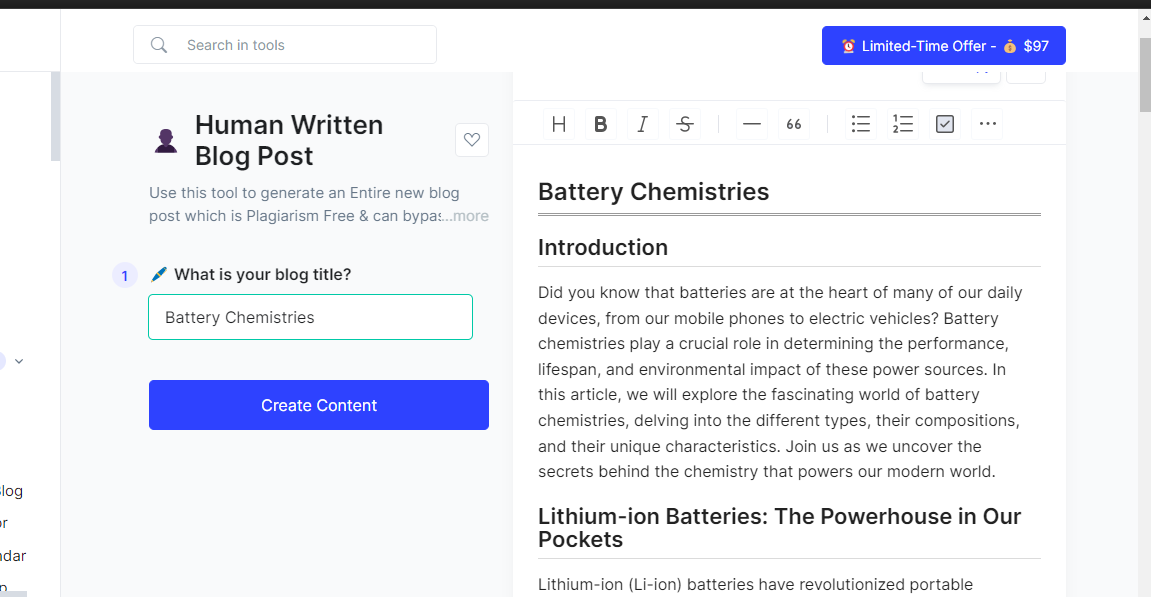 Search in tools
Limited-Time Offer - $97
Human Written
Blog Post
Use this tool to generate an Entire new blog
post which is Plagiarism Free & can bypas...more
1
What is your blog title?
Battery Chemistries
Create Content
Battery Chemistries
Introduction
Did you know that batteries are at the heart of many of our daily
devices, from our mobile phones to electric vehicles? Battery
chemistries play a crucial role in determining the performance,
lifespan, and environmental impact of these power sources. In
this article, we will explore the fascinating world of battery
chemistries, delving into the different types, their compositions,
and their unique characteristics. Join us as we uncover the
secrets behind the chemistry that powers our modern world.
Lithium-ion Batteries: The Powerhouse in Our
Pockets
Lithium-ion (Li-ion) batteries have revolutionized portable